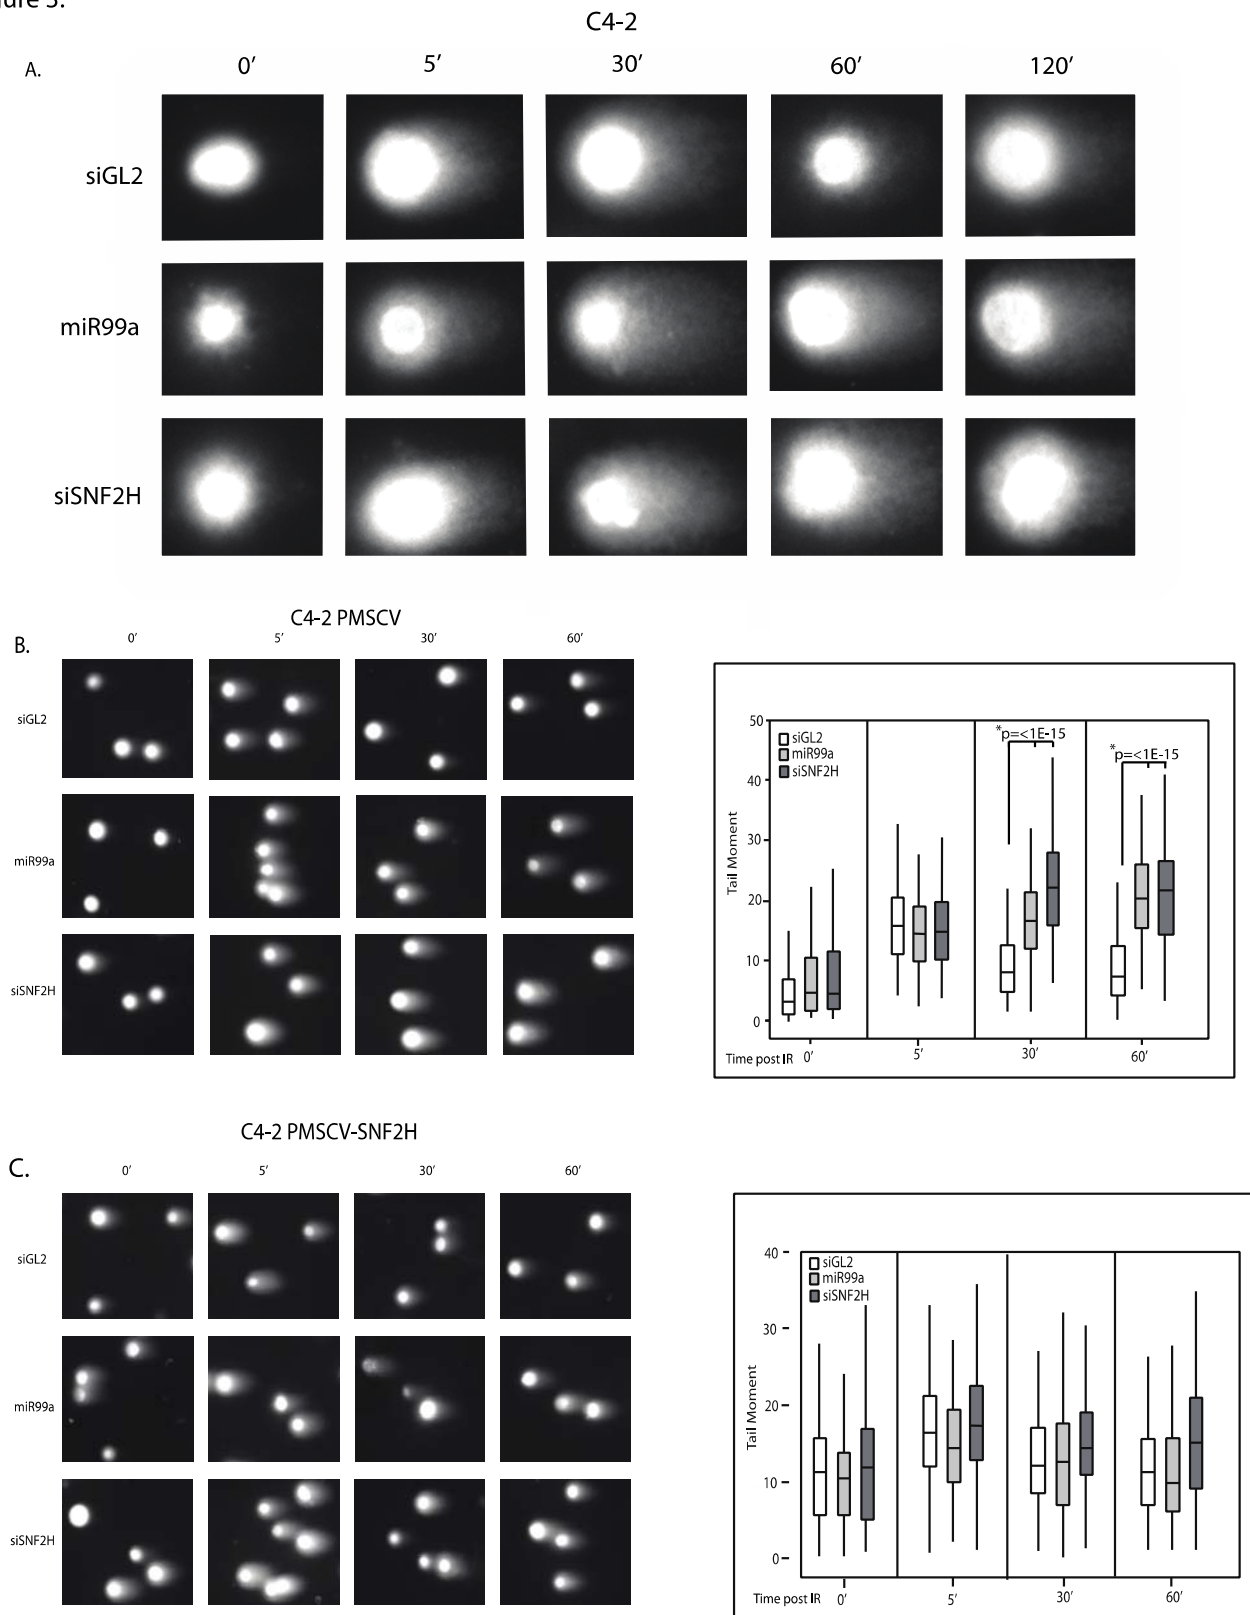 C4-2
A.
0' 5' 30' 60' 120'
siGL2
miR99a
siSNF2H
C4-2 PMSCV
B.
0' 5' 30' 60'
siGL2
miR99a
siSNF2H
50
40
30
20
10
0
Tail Moment
siGL2
miR99a
siSNF2H
*p=<1E-15
*p=<1E-15
Time post IR 0' 5' 30' 60'
C4-2 PMSCV-SNF2H
C.
0' 5' 30' 60'
siGL2
miR99a
siSNF2H
40
30
20
10
0
Tail Moment
siGL2
miR99a
siSNF2H
Time post IR 0' 5' 30' 60'